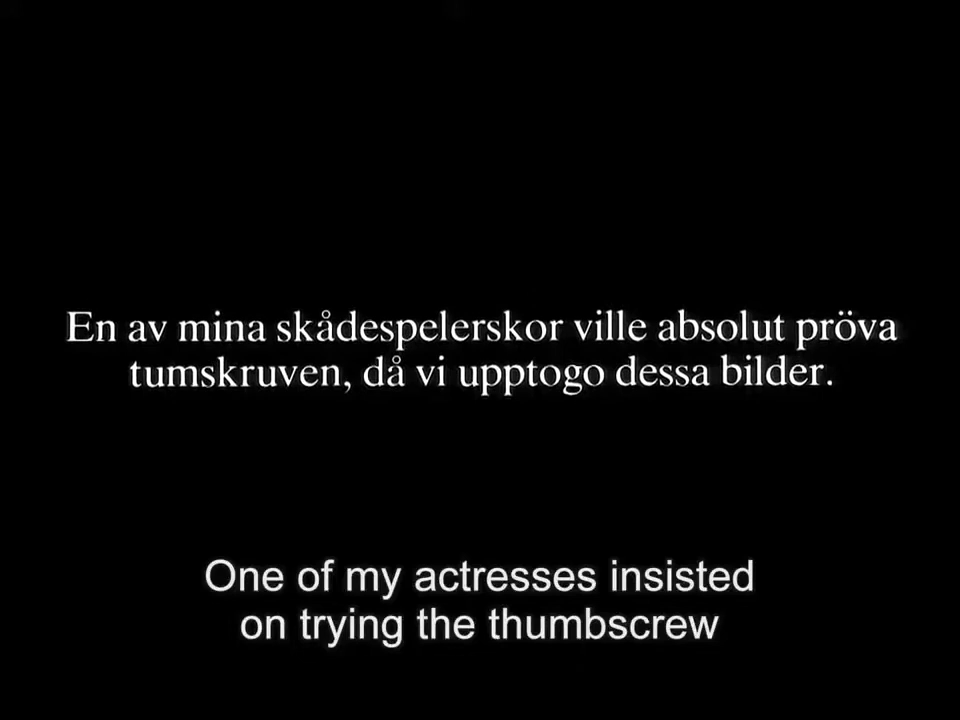 En av mina skådespelerskor ville absolut pröva
tumskruven, då vi upptogo dessa bilder.
One of my actresses insisted
on trying the thumbscrew